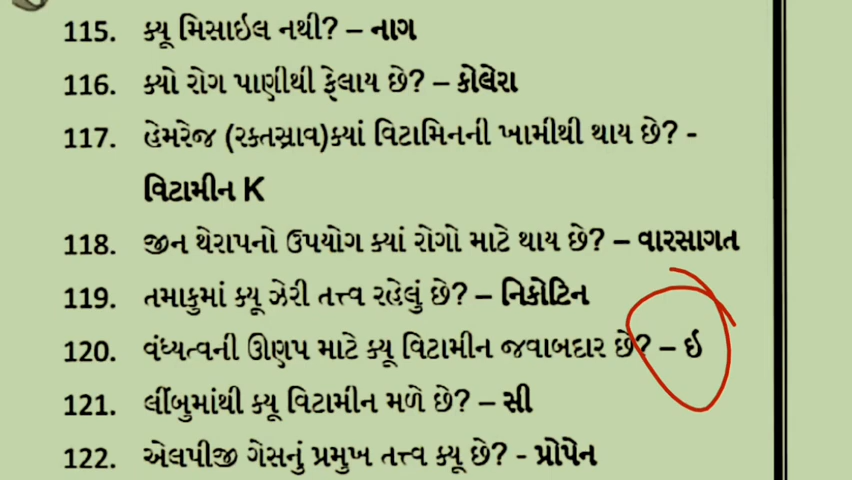 115. ક્યૂ મિસાઇલ નથી? – નાગ
116. ક્યો રોગ પાણીથી ફેલાય છે? – કોલેરા
117. હેમરેજ (રક્તસ્રાવ)ક્યાં વિટામિનની ખામીથી થાય છે? -
વિટામીન K
118. જીન થેરાપનો ઉપયોગ ક્યાં રોગો માટે થાય છે? – વારસાગત
119. તમાકુમાં ક્યૂ ઝેરી તત્ત્વ રહેલું છે? – નિકોટિન
120. વંધ્યત્વની ઊણપ માટે ક્યૂ વિટામીન જવાબદાર છે? – ઇ
121. લીંબુમાંથી ક્યૂ વિટામીન મળે છે? – સી
122. એલપીજી ગેસનું પ્રમુખ તત્ત્વ ક્યૂ છે? - પ્રોપેન